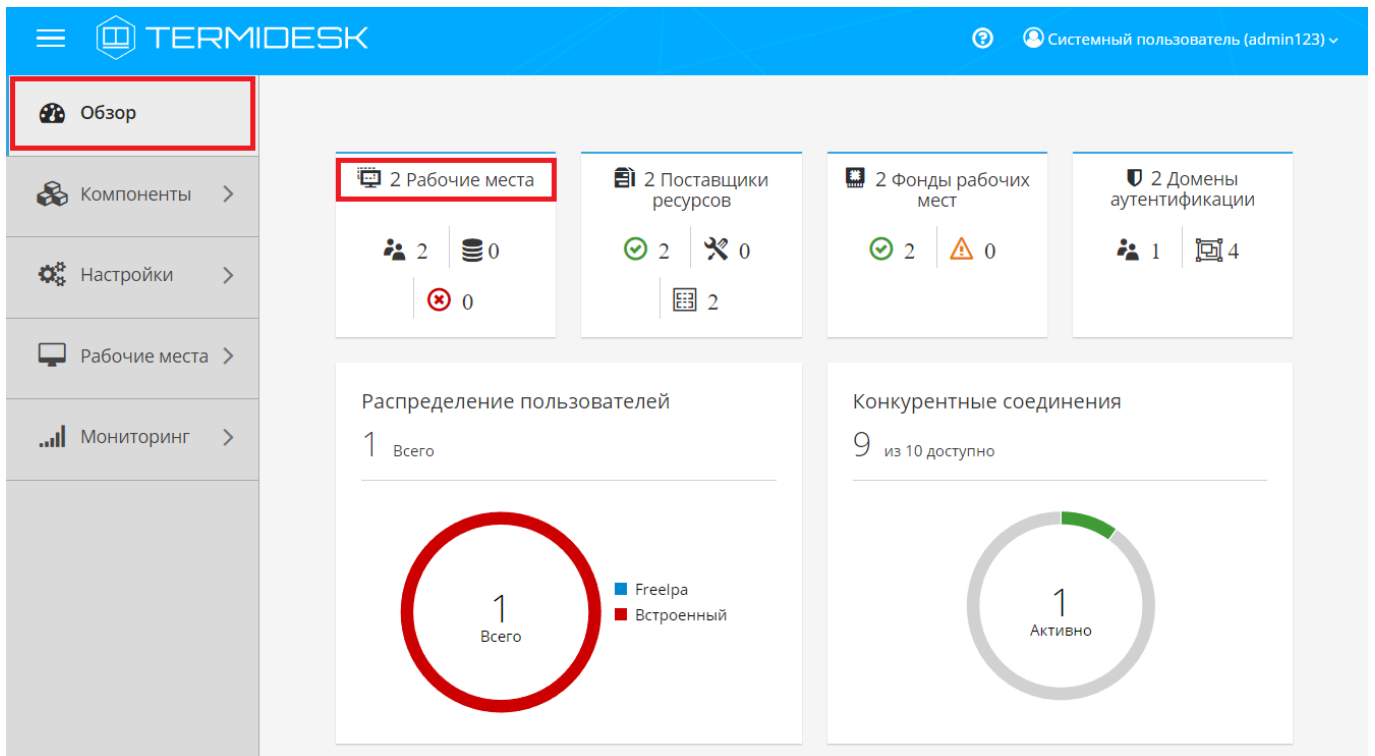 TERMIDESK
Системный пользователь (admin123)
Обзор
Компоненты
Настройки
Рабочие места
Мониторинг
2 Рабочие места
2 0
0
2 Поставщики
ресурсов
2 0
2
2 Фонды рабочих
мест
2 0
2 Домены
аутентификации
1 4
Распределение пользователей
1 Всего
1
Всего
FreeIpa
Встроенный
Конкурентные соединения
9 из 10 доступно
1
Активно